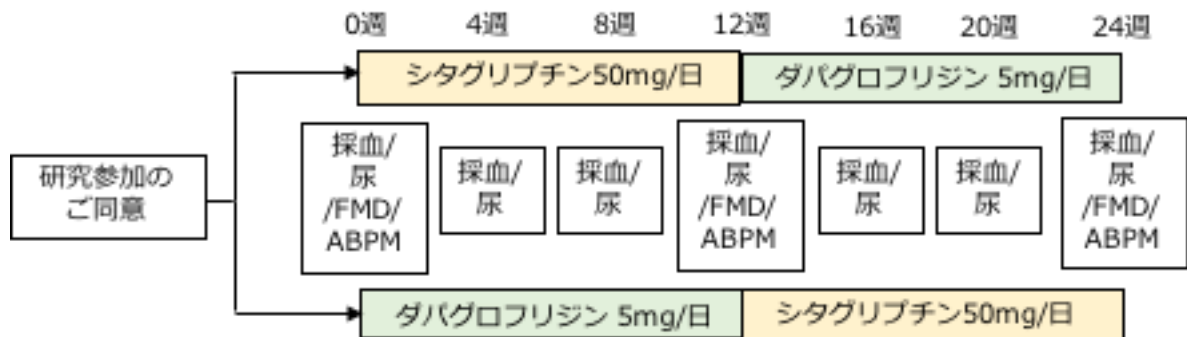 0週 4週 8週 12週 16週 20週 24週
シタグリプチン50mg/日
ダパグロフリジン 5mg/日
研究参加の
ご同意
採血/
尿
/FMD/
ABPM
採血/
尿
採血/
尿
採血/
尿
/FMD/
ABPM
採血/
尿
採血/
尿
採血/
尿
/FMD/
ABPM
ダパグロフリジン 5mg/日
シタグリプチン50mg/日